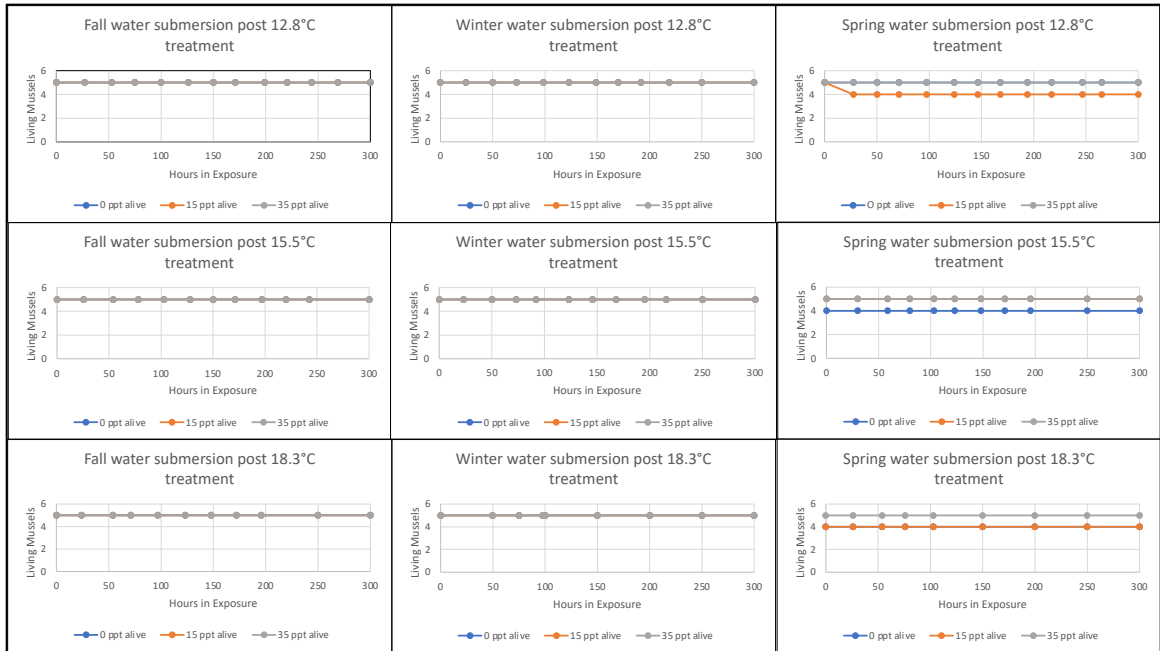 Fall water submersion post 12.8°C
treatment
Living Mussels
6
4
2
0
0 50 100 150 200 250 300
Hours in Exposure
0 ppt alive 15 ppt alive 35 ppt alive
Winter water submersion post 12.8°C
treatment
Living Mussels
6
4
2
0
0 50 100 150 200 250 300
Hours in Exposure
0 ppt alive 15 ppt alive 35 ppt alive
Spring water submersion post 12.8°C
treatment
Living Mussels
6
4
2
0
0 50 100 150 200 250 300
Hours in Exposure
O ppt alive 15 ppt alive 35 ppt alive
Fall water submersion post 15.5°C
treatment
Living Mussels
6
4
2
0
0 50 100 150 200 250 300
Hours in Exposure
0 ppt alive 15 ppt alive 35 ppt alive
Winter water submersion post 15.5°C
treatment
Living Mussels
6
4
2
0
0 50 100 150 200 250 300
Hours in Exposure
0 ppt alive 15 ppt alive 35 ppt alive
Spring water submersion post 15.5°C
treatment
Living Mussels
6
4
2
0
0 50 100 150 200 250 300
Hours in Exposure
0 ppt alive 15 ppt alive 35 ppt alive
Fall water submersion post 18.3°C
treatment
Living Mussels
6
4
2
0
0 50 100 150 200 250 300
Hours in Exposure
0 ppt alive 15 ppt alive 35 ppt alive
Winter water submersion post 18.3°C
treatment
Living Mussels
6
4
2
0
0 50 100 150 200 250 300
Hours in Exposure
0 ppt alive 15 ppt alive 35 ppt alive
Spring water submersion post 18.3°C
treatment
Living Mussels
6
4
2
0
0 50 100 150 200 250 300
Hours in Exposure
0 ppt alive 15 ppt alive 35 ppt alive